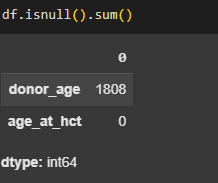 df.isnull().sum()
0
donor_age 1808
age_at_hct 0
dtype: int64